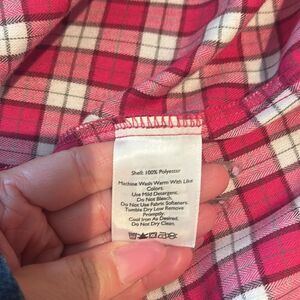 Shell: 100% Polyester
Machine Wash Warm With Like
Colors.
Use Mild Detergent.
Do Not Bleach.
Do Not Use Fabric Softeners.
Tumble Dry Low Remove
Promptly.
Cool Iron As Desired.
Do Not Dry Clean.